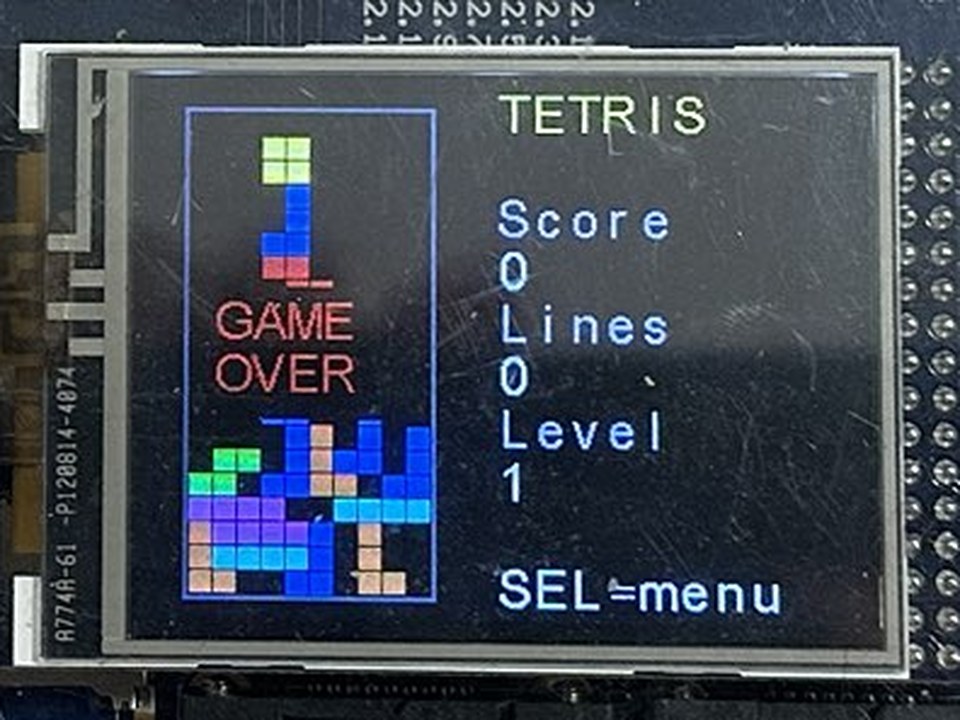 TETRIS
Score
0
Lines
0
Level
1
SEL=menu
GAME
OVER
A774A-61 -P120814-4074